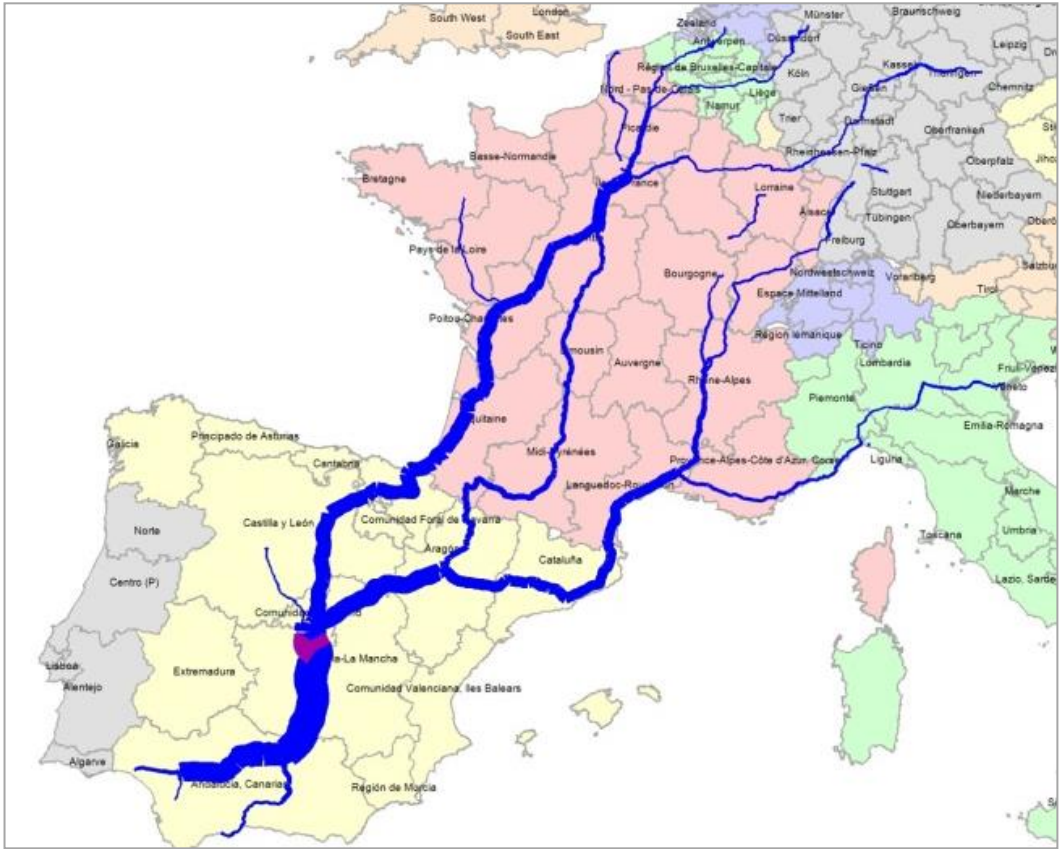 South West
London
South East
Zeeland
Antwerpen
Düsseldorf
Münster
Braunschweig
Leipzig
Région de Bruxelles-Capitale
Köln
Kassel
Thüringen
Chemnitz
Nord - Pas-de-Calais
Liège
Gießen
Namur
Trier
Darmstadt
Picardie
Oberfranken
Basse-Normandie
Rheinhessen-Pfalz
Oberpfalz
Bretagne
Lorraine
Stuttgart
Niederbayern
Alsace
Tübingen
Oberbayern
Pays de la Loire
Freiburg
Bourgogne
Nordwestschweiz
Vorarlberg
Tirol
Espace Mittelland
Poitou-Charentes
Région lémanique
Ticino
Limousin
Auvergne
Lombardia
Rhône-Alpes
Piemonte
Veneto
Aquitaine
Emilia-Romagna
Galicia
Principado de Asturias
Midi-Pyrénées
Provence-Alpes-Côte d'Azur, Corse
Liguria
Cantabria
Languedoc-Roussillon
Marche
Castilla y León
Comunidad Foral de Navarra
Norte
Umbria
Toscana
Aragón
Cataluña
Centro (P)
Lazio, Sarde
Comunidad
Extremadura
la-La Mancha
Lisboa
Alentejo
Comunidad Valenciana, Iles Balears
Algarve
Andalucia, Canarias
Región de Murcia